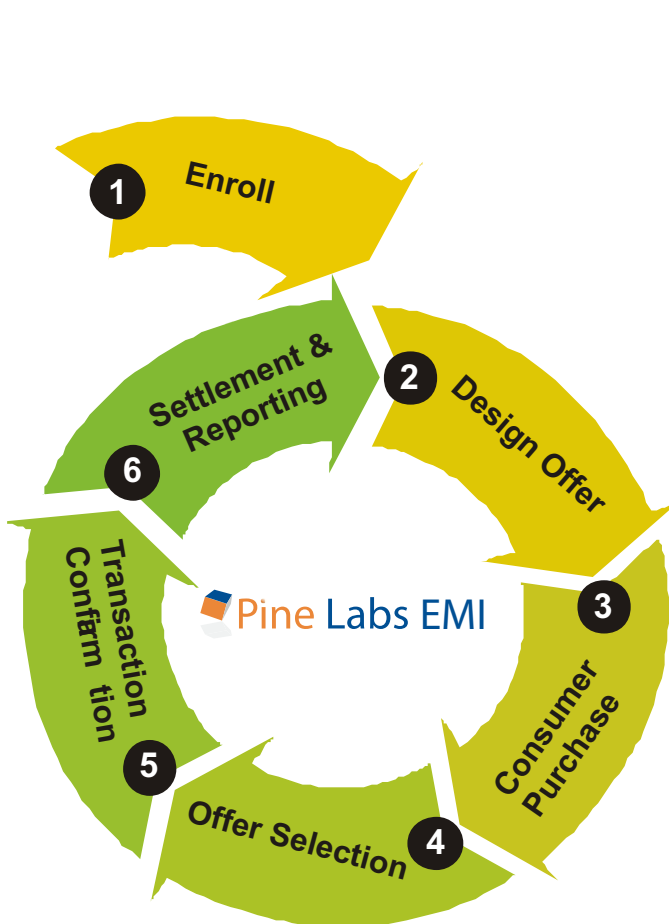 1
Enroll
2
Design Offer
3
Consumer
Purchase
4
Offer Selection
5
Transaction
Confirm tion
6
Settlement &
Reporting
Pine Labs EMI